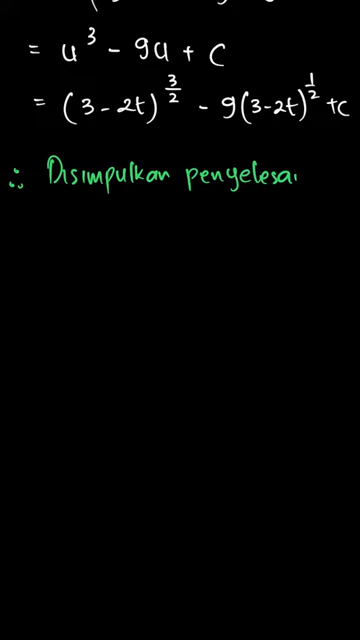 = u³ - 9u + C
= (3 - 2t)^(3/2) - 9(3 - 2t)^(1/2) + C
∴ Disimpulkan penyelesai